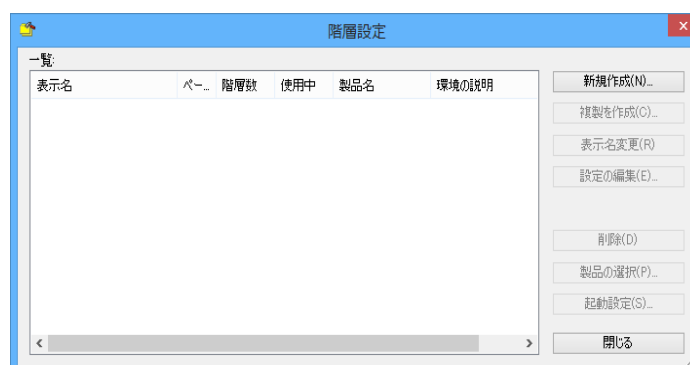 階層設定
一覧:
表示名 ペー... 階層数 使用中 製品名 環境の説明
新規作成(N)...
複製を作成(C)...
表示名変更(R)
設定の編集(E)...
削除(D)
製品の選択(P)...
起動設定(S)...
閉じる